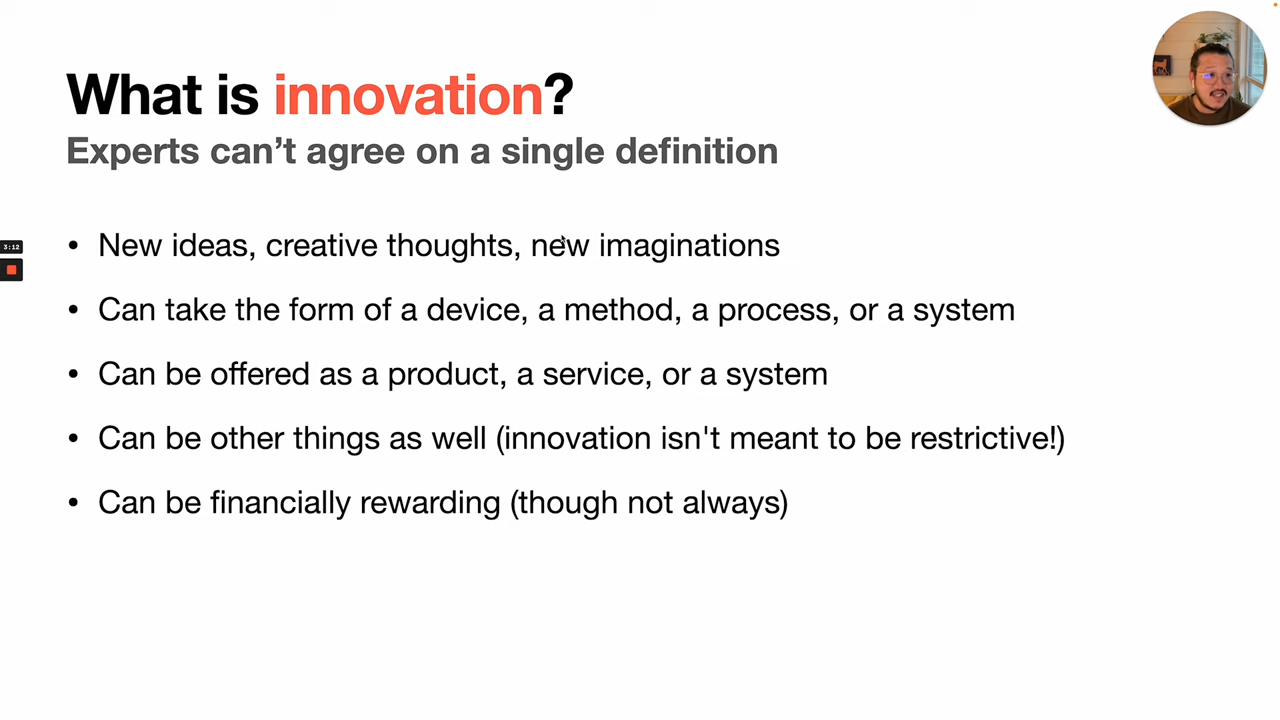 What is innovation?
Experts can’t agree on a single definition
• New ideas, creative thoughts, new imaginations
3:12
• Can take the form of a device, a method, a process, or a system
• Can be offered as a product, a service, or a system
• Can be other things as well (innovation isn't meant to be restrictive!)
• Can be financially rewarding (though not always)